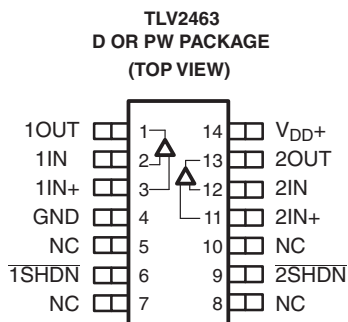 TLV2463
D OR PW PACKAGE
(TOP VIEW)
1OUT 1 14 VDD+
1IN 2 13 2OUT
1IN+ 3 12 2IN
GND 4 11 2IN+
NC 5 10 NC
1SHDN 6 9 2SHDN
NC 7 8 NC